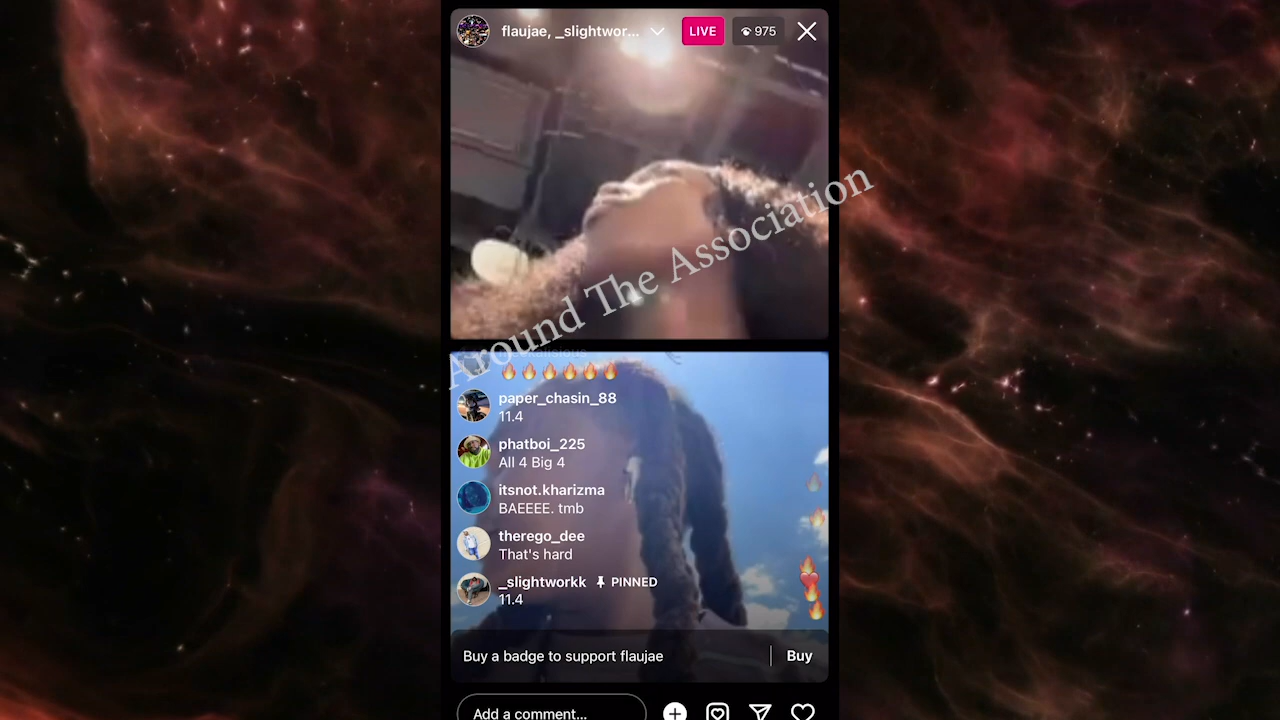 flaujae, _slightwor...
LIVE
975
Around The Association
paper_chasin_88
11.4
phatboi_225
All 4 Big 4
itsnot.kharizma
BAEEEE. tmb
therego_dee
That's hard
_slightworkk PINNED
11.4
Buy a badge to support flaujae
Buy
Add a comment...